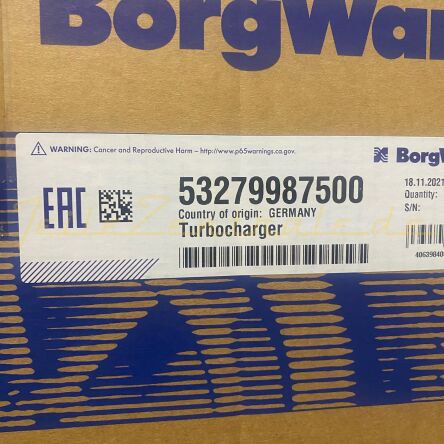 BorgWar
WARNING: Cancer and Reproductive Harm – http://www.p65warnings.ca.gov.
BorgW
EAC
53279987500
Country of origin: GERMANY
Turbocharger
18.11.2021
Quantity:
S/N:
40639840